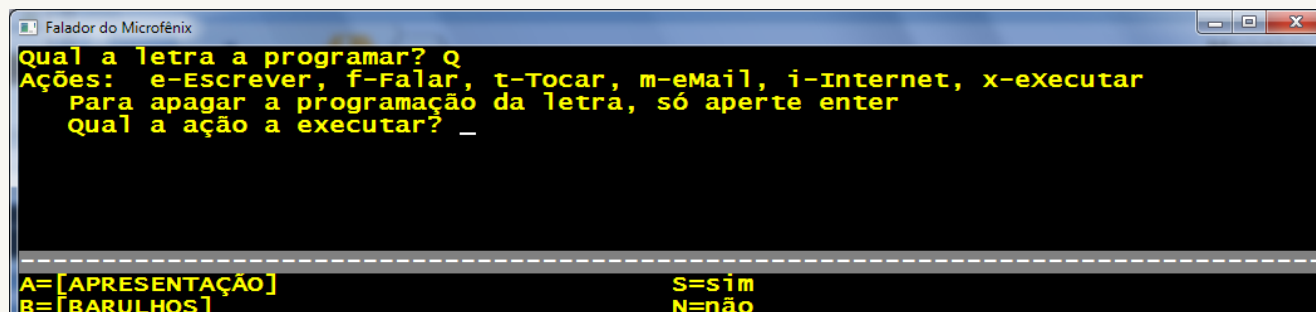 Falador do Microfênix
Qual a letra a programar? Q
Ações:  e-Escrever, f-Falar, t-Tocar, m-eMail, i-Internet, x-eXecutar
Para apagar a programação da letra, só aperte enter
Qual a ação a executar? _
--------------------------------------------------------------------------------
A=[APRESENTAÇÃO] S=sim
B=[BARULHOS] N=não